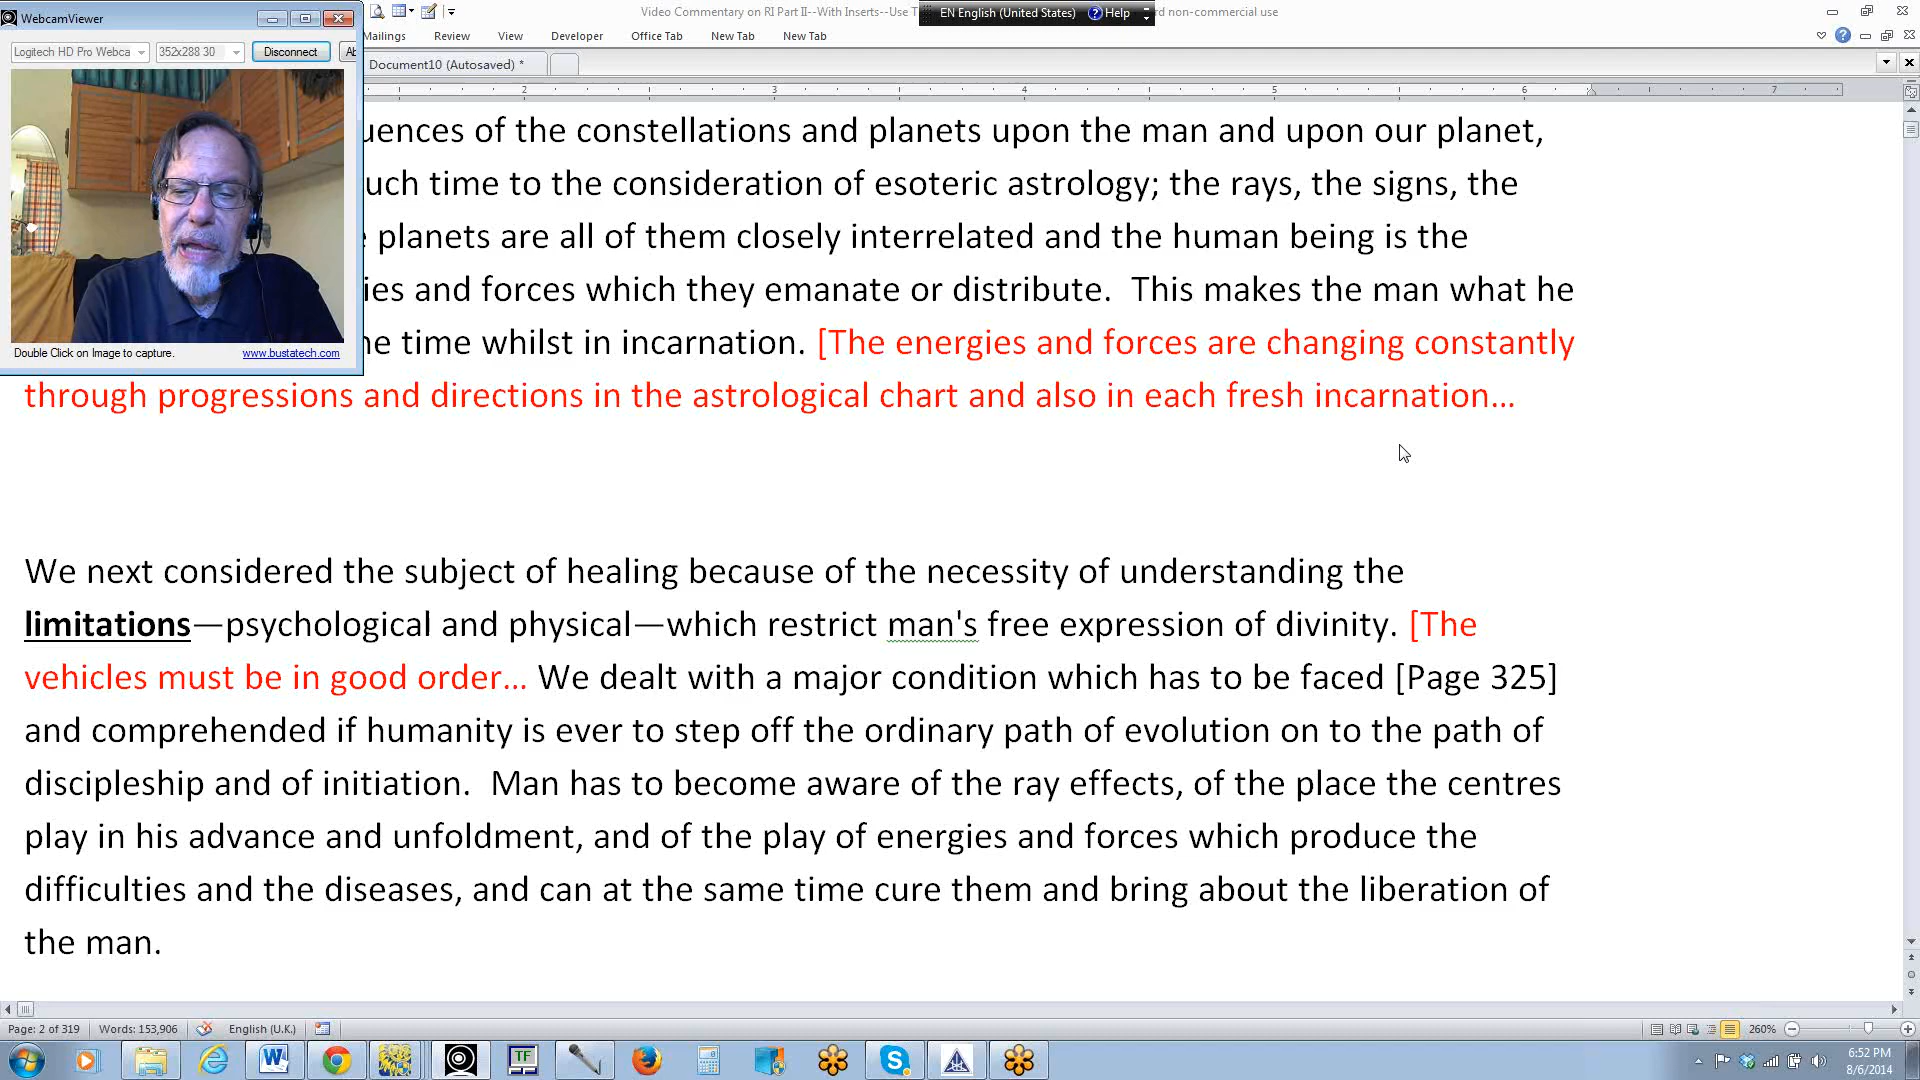 WebcamViewer
Video Commentary on RI Part II--With Inserts--Use T
EN English (United States)
Help
rd non-commercial use
Logitech HD Pro Webca
352x288 30
Disconnect
Ab
Mailings
Review
View
Developer
Office Tab
New Tab
New Tab
Document10 (Autosaved) *
2 3 4 5 6 7
uences of the constellations and planets upon the man and upon our planet,
uch time to the consideration of esoteric astrology; the rays, the signs, the
e planets are all of them closely interrelated and the human being is the
ies and forces which they emanate or distribute. This makes the man what he
he time whilst in incarnation. [The energies and forces are changing constantly
through progressions and directions in the astrological chart and also in each fresh incarnation…
Double Click on Image to capture.
www.bustatech.com
We next considered the subject of healing because of the necessity of understanding the
limitations—psychological and physical—which restrict man's free expression of divinity. [The
vehicles must be in good order… We dealt with a major condition which has to be faced [Page 325]
and comprehended if humanity is ever to step off the ordinary path of evolution on to the path of
discipleship and of initiation. Man has to become aware of the ray effects, of the place the centres
play in his advance and unfoldment, and of the play of energies and forces which produce the
difficulties and the diseases, and can at the same time cure them and bring about the liberation of
the man.
Page: 2 of 319
Words: 153,906
English (U.K.)
260%
TF
6:52 PM
8/6/2014